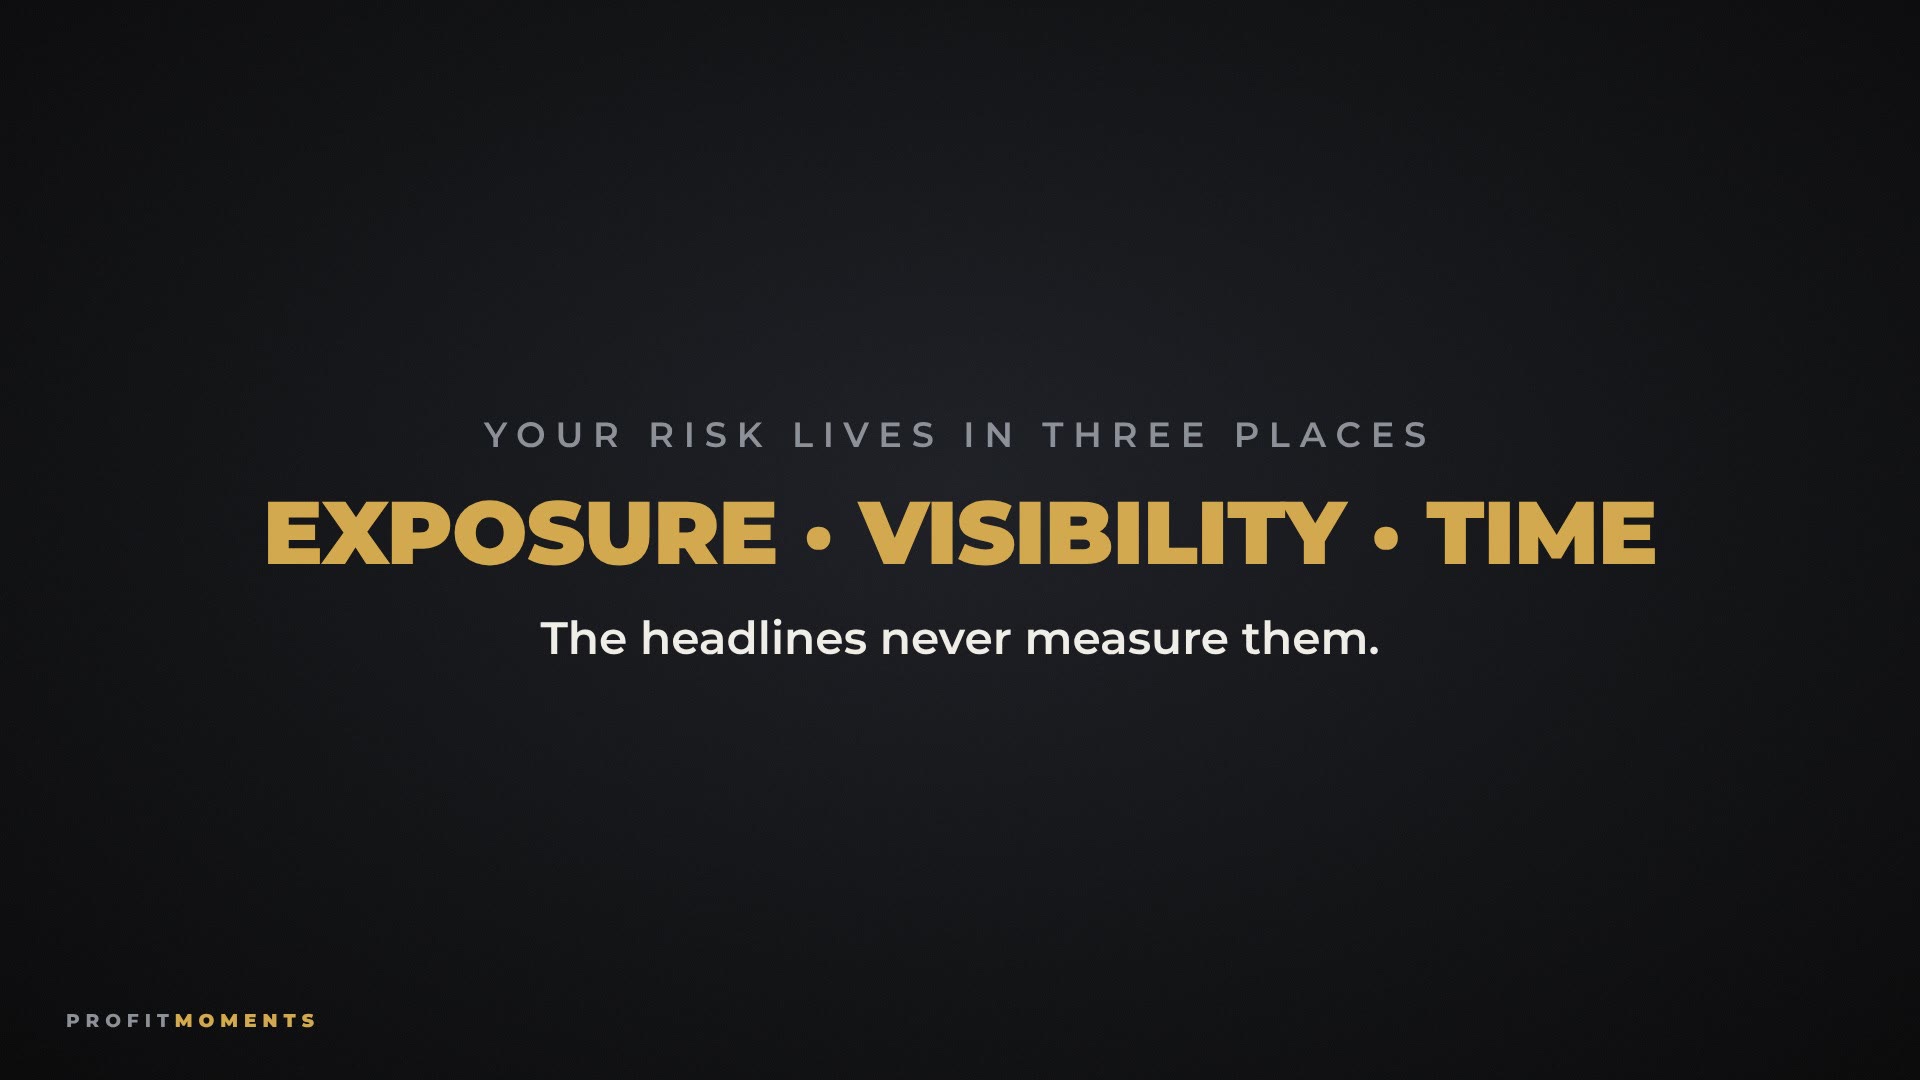 YOUR RISK LIVES IN THREE PLACES
EXPOSURE • VISIBILITY • TIME
The headlines never measure them.
PROFITMOMENTS